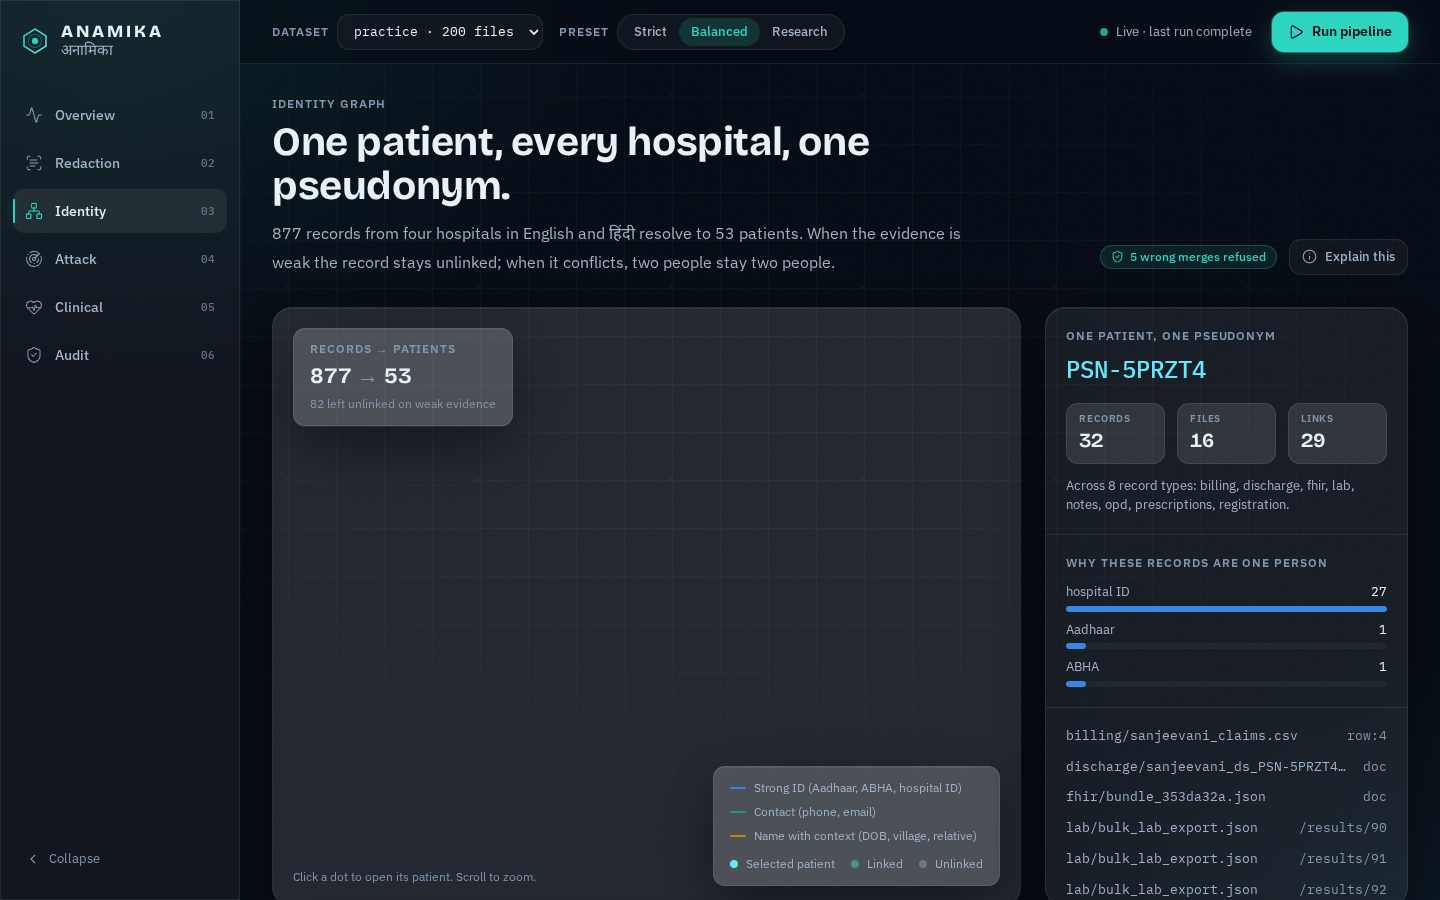 ANAMIKA
अनामिका
DATASET
practice · 200 files
PRESET
Strict
Balanced
Research
Live · last run complete
Run pipeline
Overview 01
Redaction 02
Identity 03
Attack 04
Clinical 05
Audit 06
Collapse
IDENTITY GRAPH
One patient, every hospital, one
pseudonym.
877 records from four hospitals in English and हिंदी resolve to 53 patients. When the evidence is
weak the record stays unlinked; when it conflicts, two people stay two people.
5 wrong merges refused
Explain this
RECORDS → PATIENTS
877 → 53
82 left unlinked on weak evidence
Strong ID (Aadhaar, ABHA, hospital ID)
Contact (phone, email)
Name with context (DOB, village, relative)
Selected patient Linked Unlinked
Click a dot to open its patient. Scroll to zoom.
ONE PATIENT, ONE PSEUDONYM
PSN-5PRZT4
RECORDS FILES LINKS
32 16 29
Across 8 record types: billing, discharge, fhir, lab,
notes, opd, prescriptions, registration.
WHY THESE RECORDS ARE ONE PERSON
hospital ID 27
Aadhaar 1
ABHA 1
billing/sanjeevani_claims.csv row:4
discharge/sanjeevani_ds_PSN-5PRZT4… doc
fhir/bundle_353da32a.json doc
lab/bulk_lab_export.json /results/90
lab/bulk_lab_export.json /results/91
lab/bulk_lab_export.json /results/92